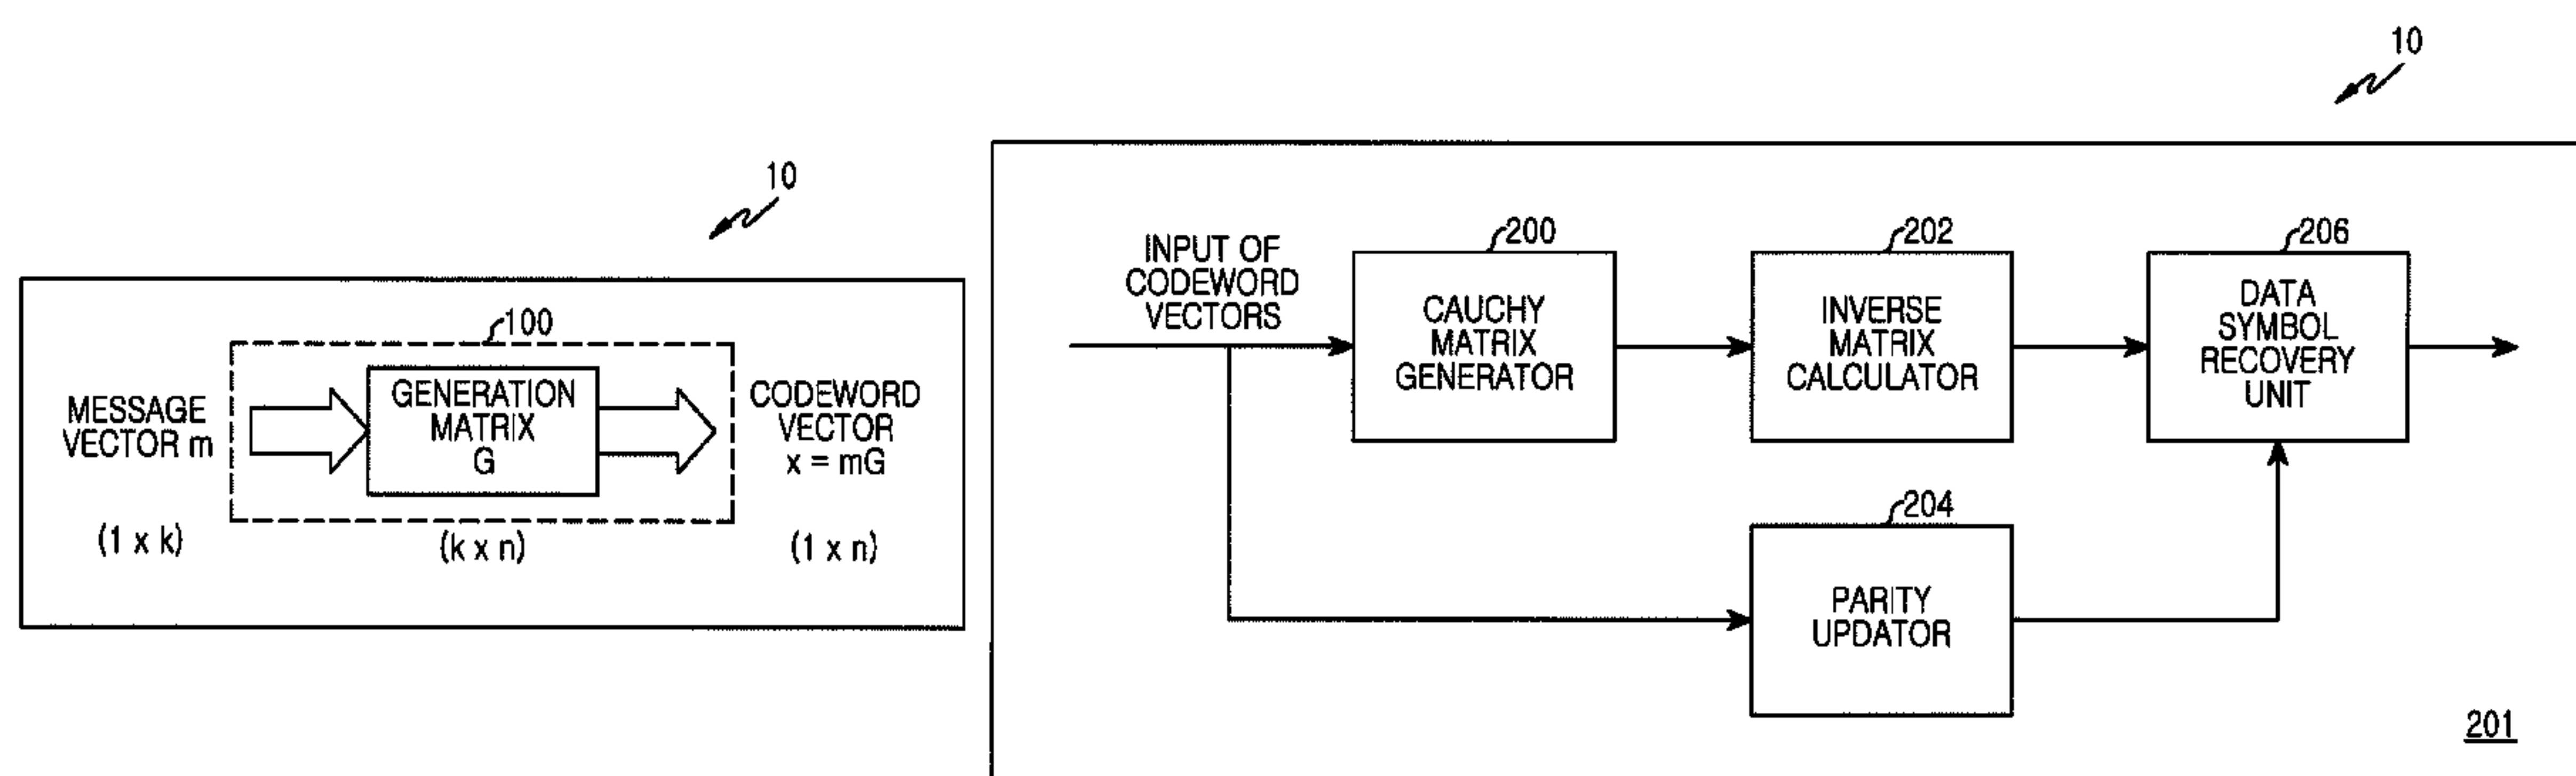 10
100
MESSAGE
VECTOR m
GENERATION
MATRIX
G
CODEWORD
VECTOR
x = mG
(1 x k)
(k x n)
(1 x n)
10
INPUT OF
CODEWORD
VECTORS
200
CAUCHY
MATRIX
GENERATOR
202
INVERSE
MATRIX
CALCULATOR
206
DATA
SYMBOL
RECOVERY
UNIT
204
PARITY
UPDATOR
201